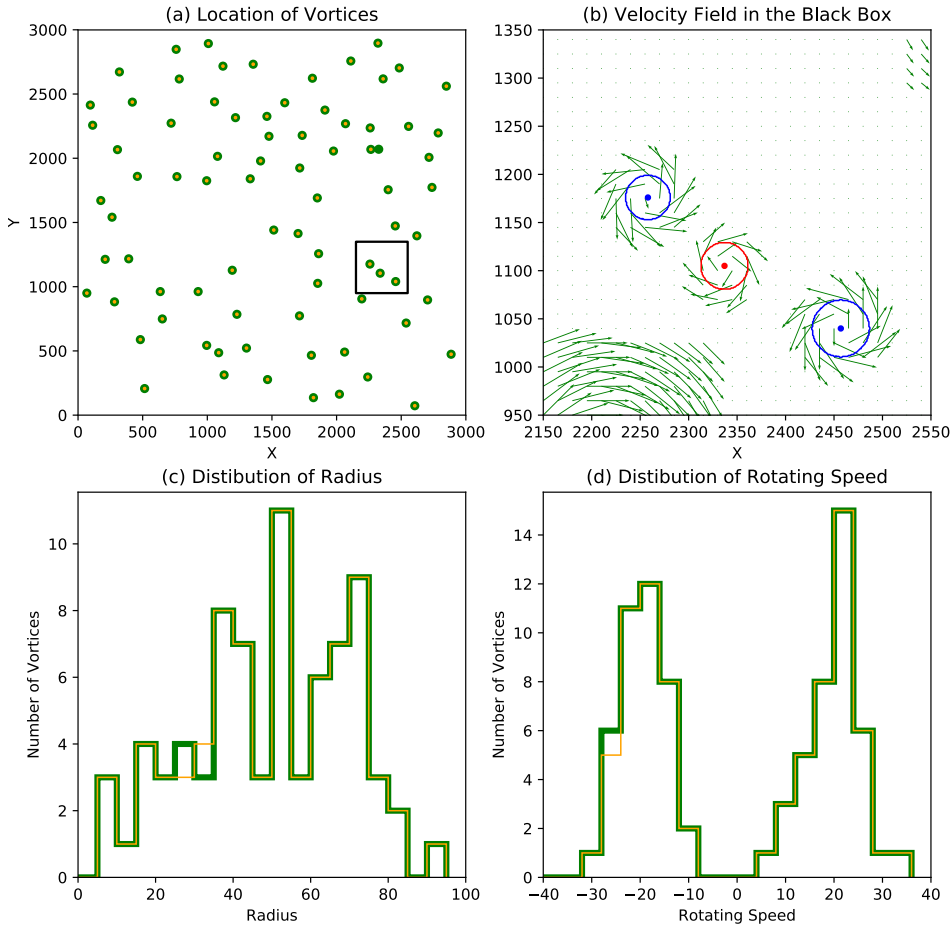 (a) Location of Vortices
3000
2500
2000
1500
1000
500
0
Y
0 500 1000 1500 2000 2500 3000
X
(b) Velocity Field in the Black Box
1350
1300
1250
1200
1150
1100
1050
1000
950
2150 2200 2250 2300 2350 2400 2450 2500 2550
X
(c) Distibution of Radius
10
8
6
4
2
0
Number of Vortices
0 20 40 60 80 100
Radius
(d) Distibution of Rotating Speed
14
12
10
8
6
4
2
0
Number of Vortices
−40 −30 −20 −10 0 10 20 30 40
Rotating Speed